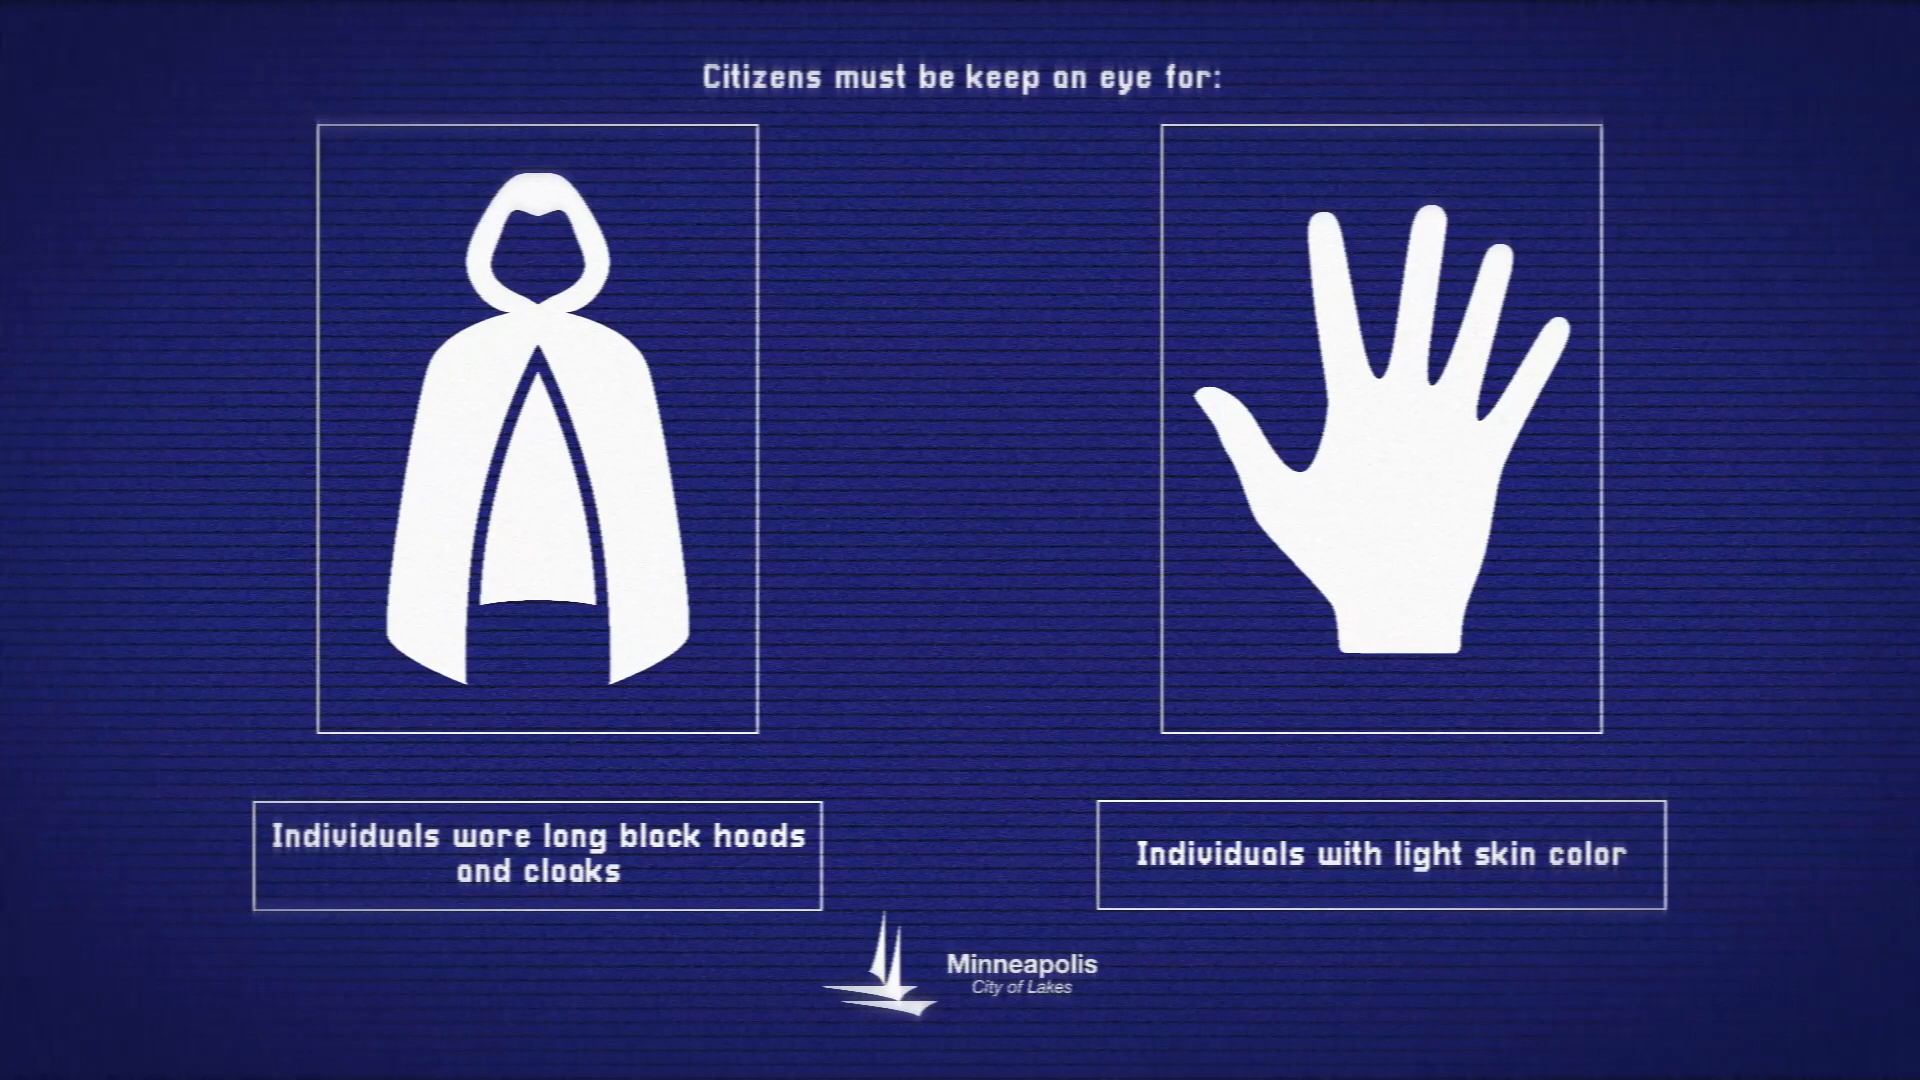 Citizens must be keep an eye for:
Individuals wore long black hoods
and cloaks
Individuals with light skin color
Minneapolis
City of Lakes